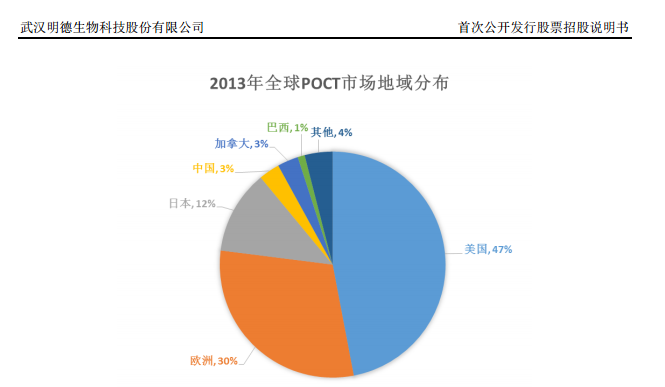 武汉明德生物科技股份有限公司 首次公开发行股票招股说明书
2013年全球POCT市场地域分布
巴西, 1%
其他, 4%
加拿大, 3%
中国, 3%
日本, 12%
美国, 47%
欧洲, 30%